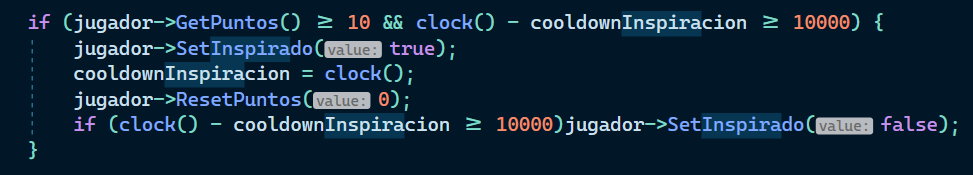 if (jugador->GetPuntos() ≥ 10 && clock() - cooldownInspiracion ≥ 10000) {
jugador->SetInspirado(value: true);
cooldownInspiracion = clock();
jugador->ResetPuntos(value: 0);
if (clock() - cooldownInspiracion ≥ 10000)jugador->SetInspirado(value: false);
}